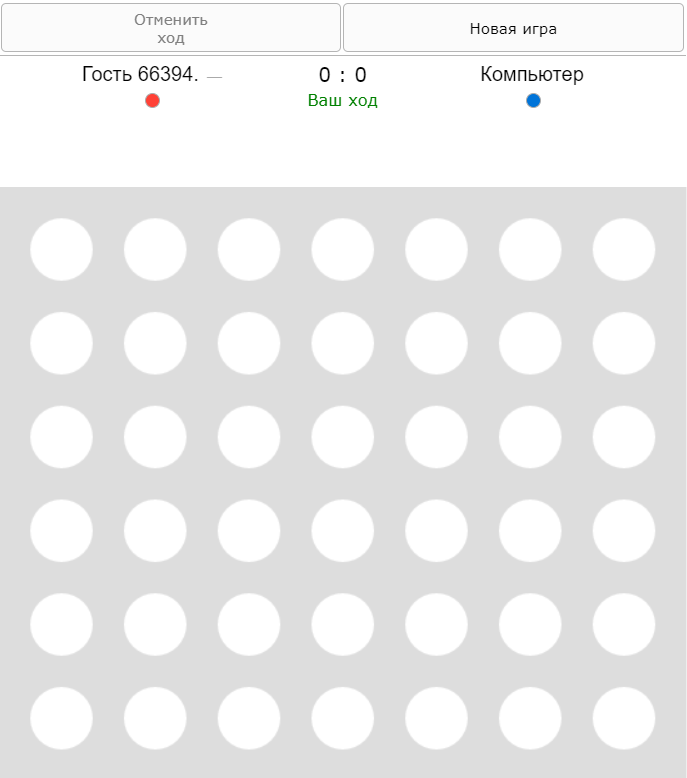 Отменить
ход
Новая игра
Гость 66394. —
0 : 0
Компьютер
Ваш ход